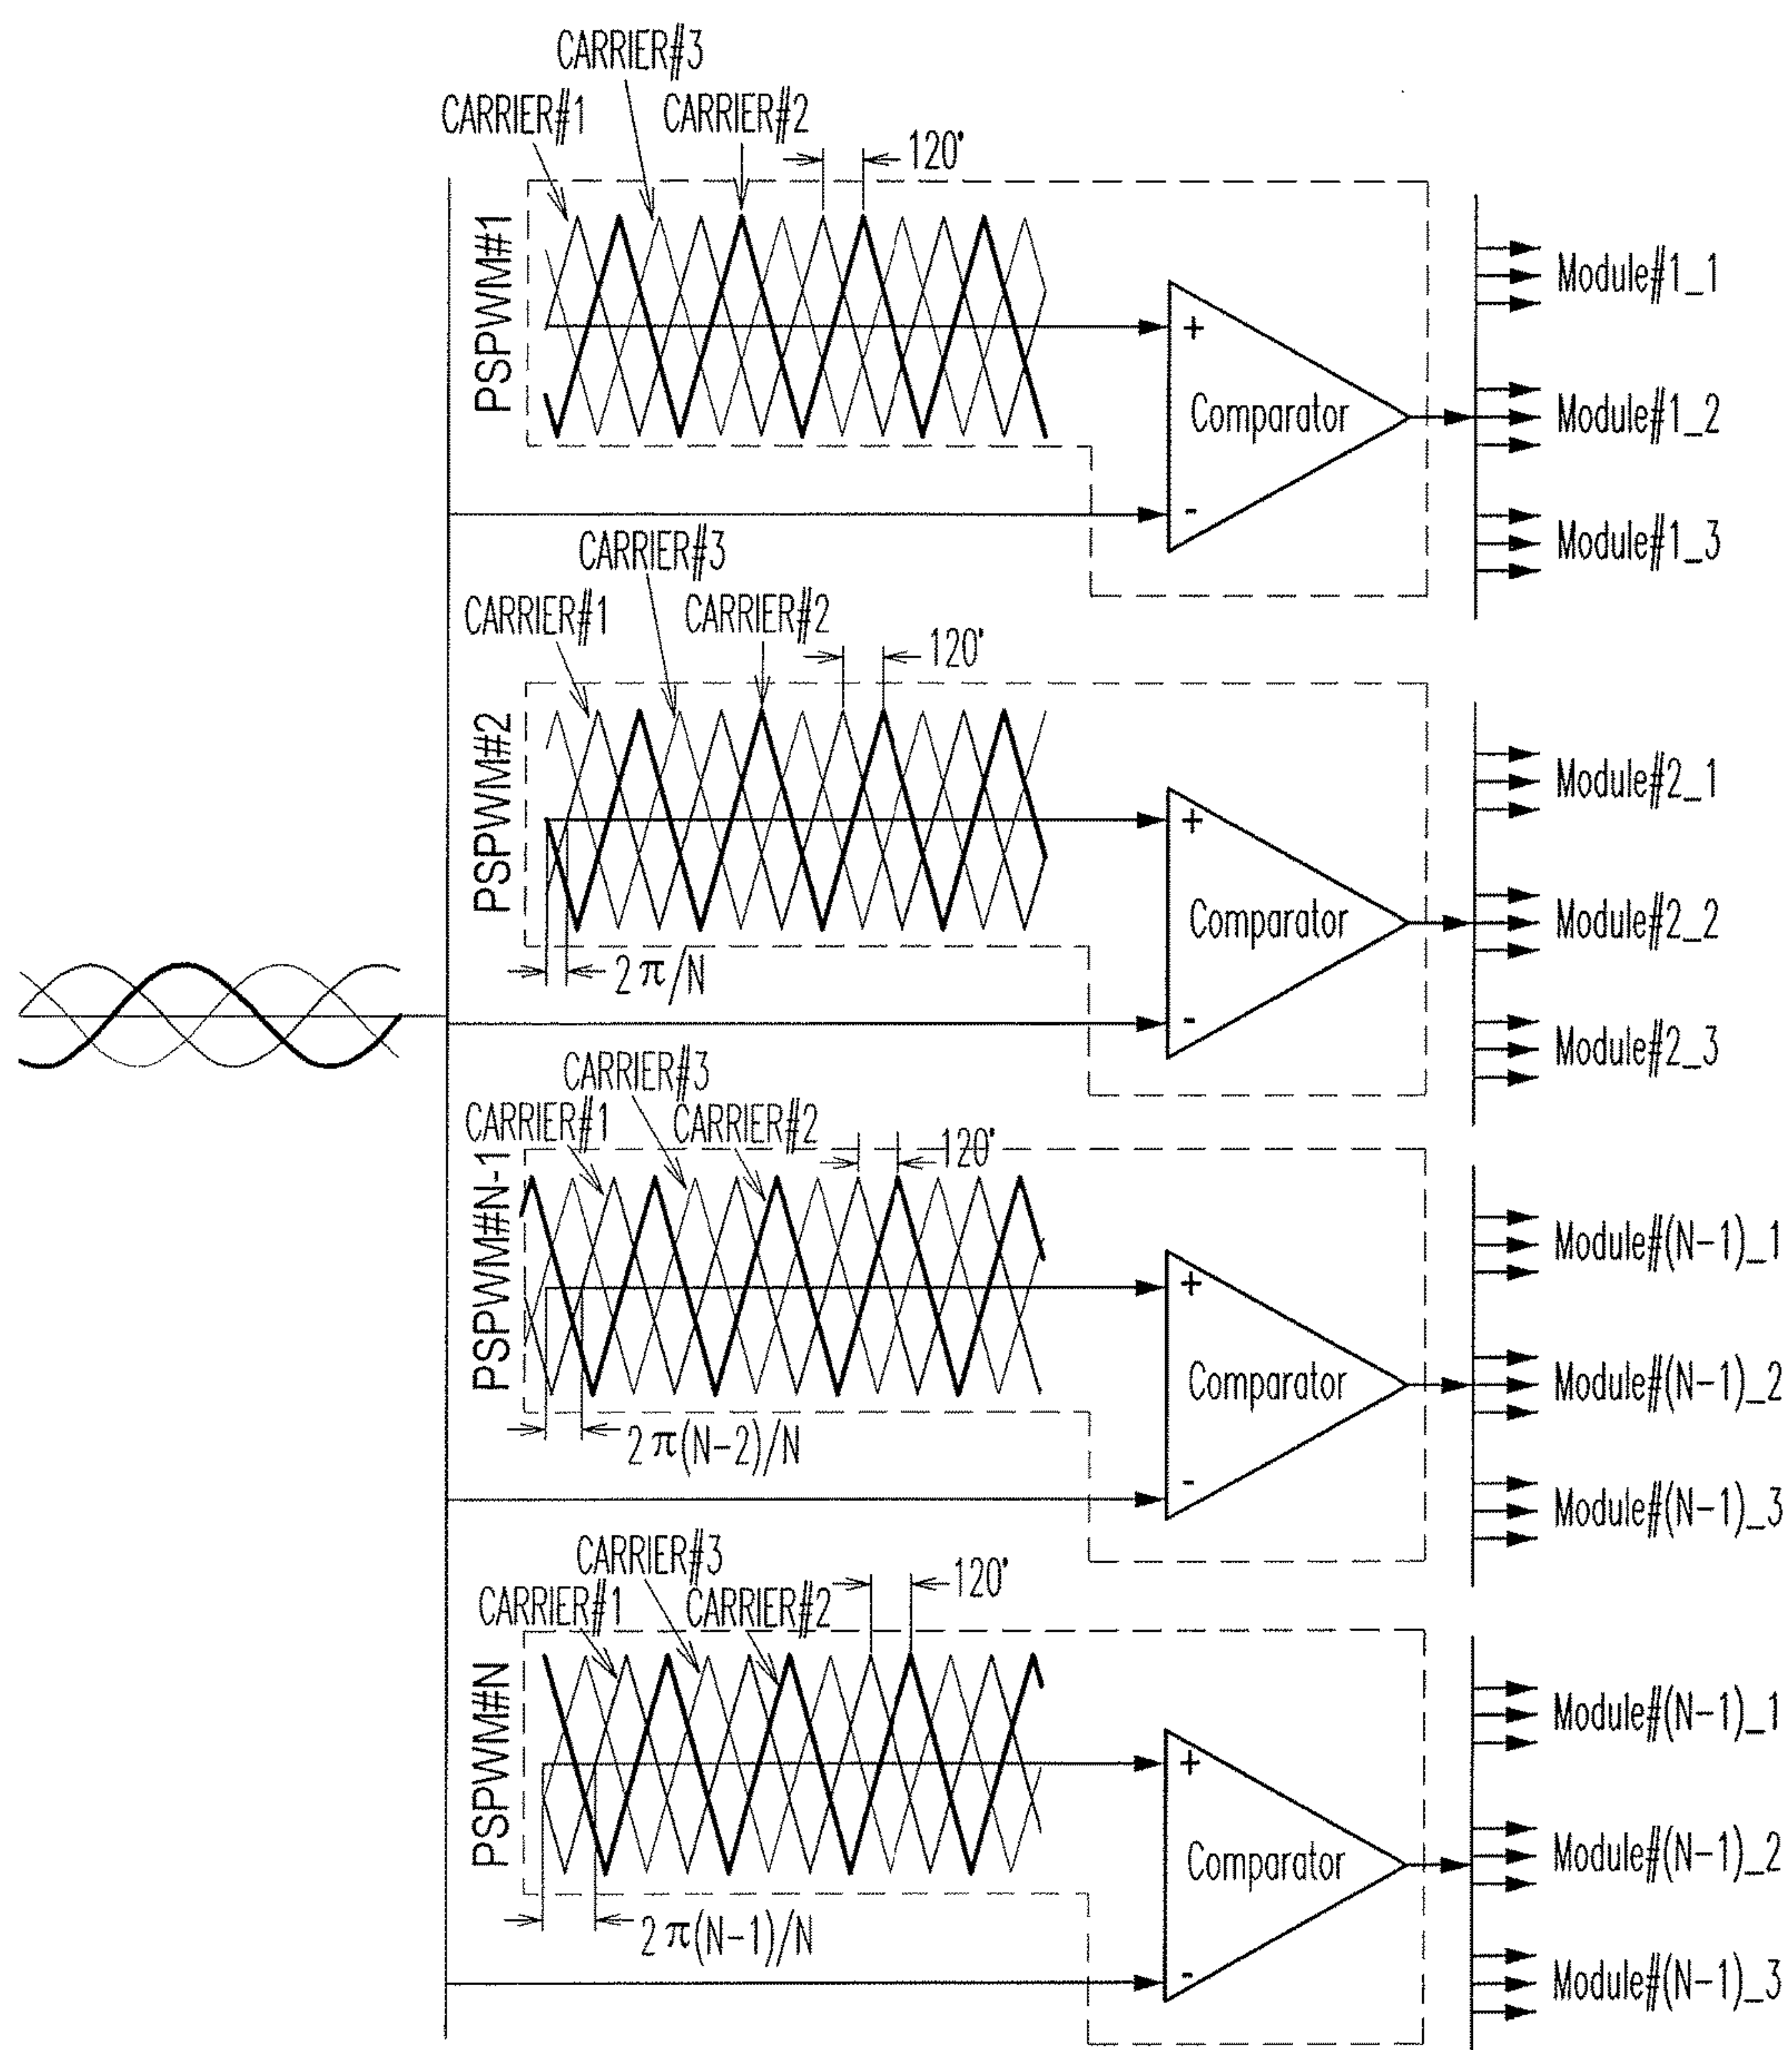 CARRIER#3
CARRIER#1
CARRIER#2
120°
PSPWM#1
+
Comparator
-
Module#1_1
Module#1_2
Module#1_3
CARRIER#3
CARRIER#1
CARRIER#2
120°
PSPWM#2
2π/N
+
Comparator
-
Module#2_1
Module#2_2
Module#2_3
CARRIER#3
CARRIER#1
CARRIER#2
120°
PSPWM#N-1
2π(N-2)/N
+
Comparator
-
Module#(N-1)_1
Module#(N-1)_2
Module#(N-1)_3
CARRIER#3
CARRIER#1
CARRIER#2
120°
PSPWM#N
2π(N-1)/N
+
Comparator
-
Module#(N-1)_1
Module#(N-1)_2
Module#(N-1)_3